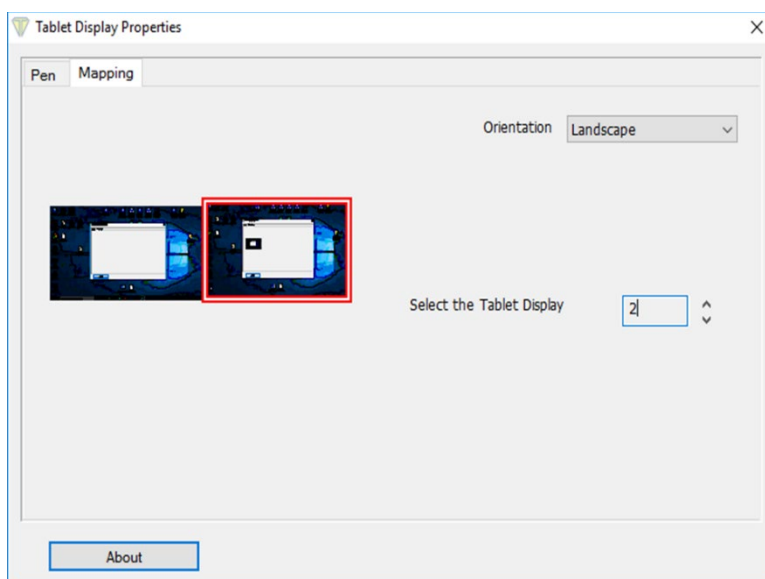 Tablet Display Properties
Pen
Mapping
Orientation
Landscape
Select the Tablet Display
2
About